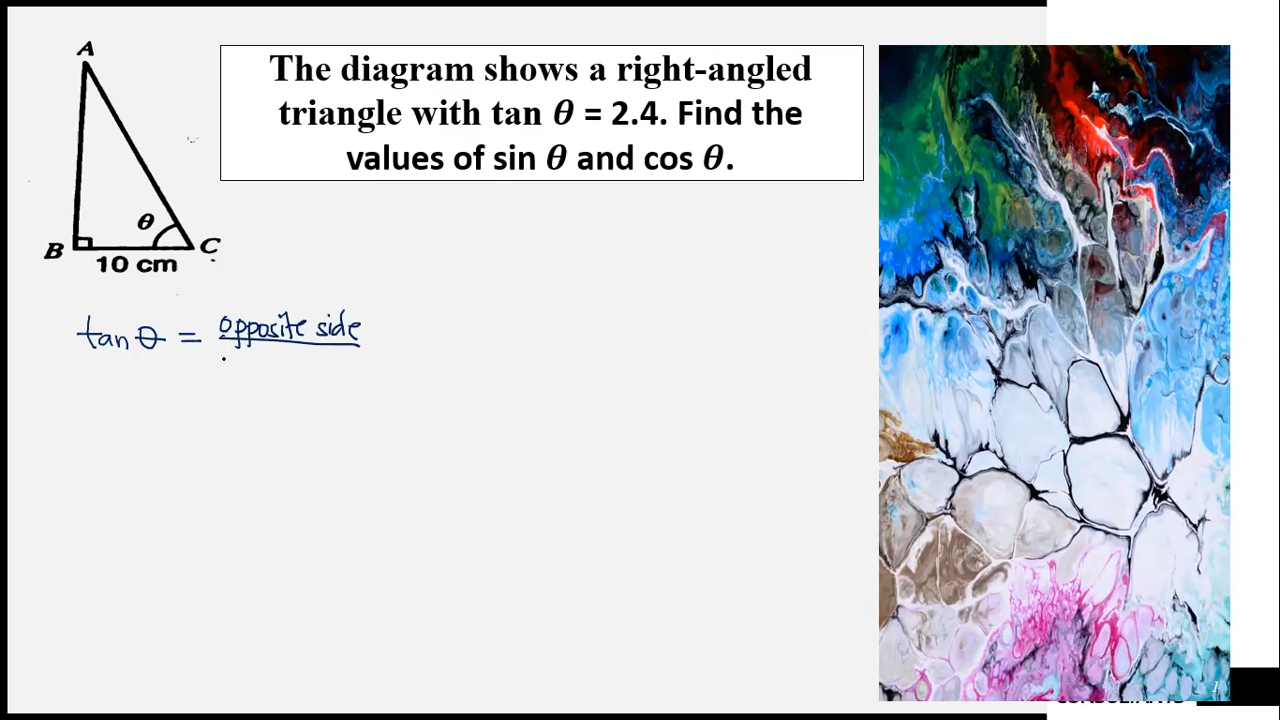 A
The diagram shows a right-angled
triangle with tan θ = 2.4. Find the
values of sin θ and cos θ.
θ
B
C
10 cm
tan θ = opposite side
1